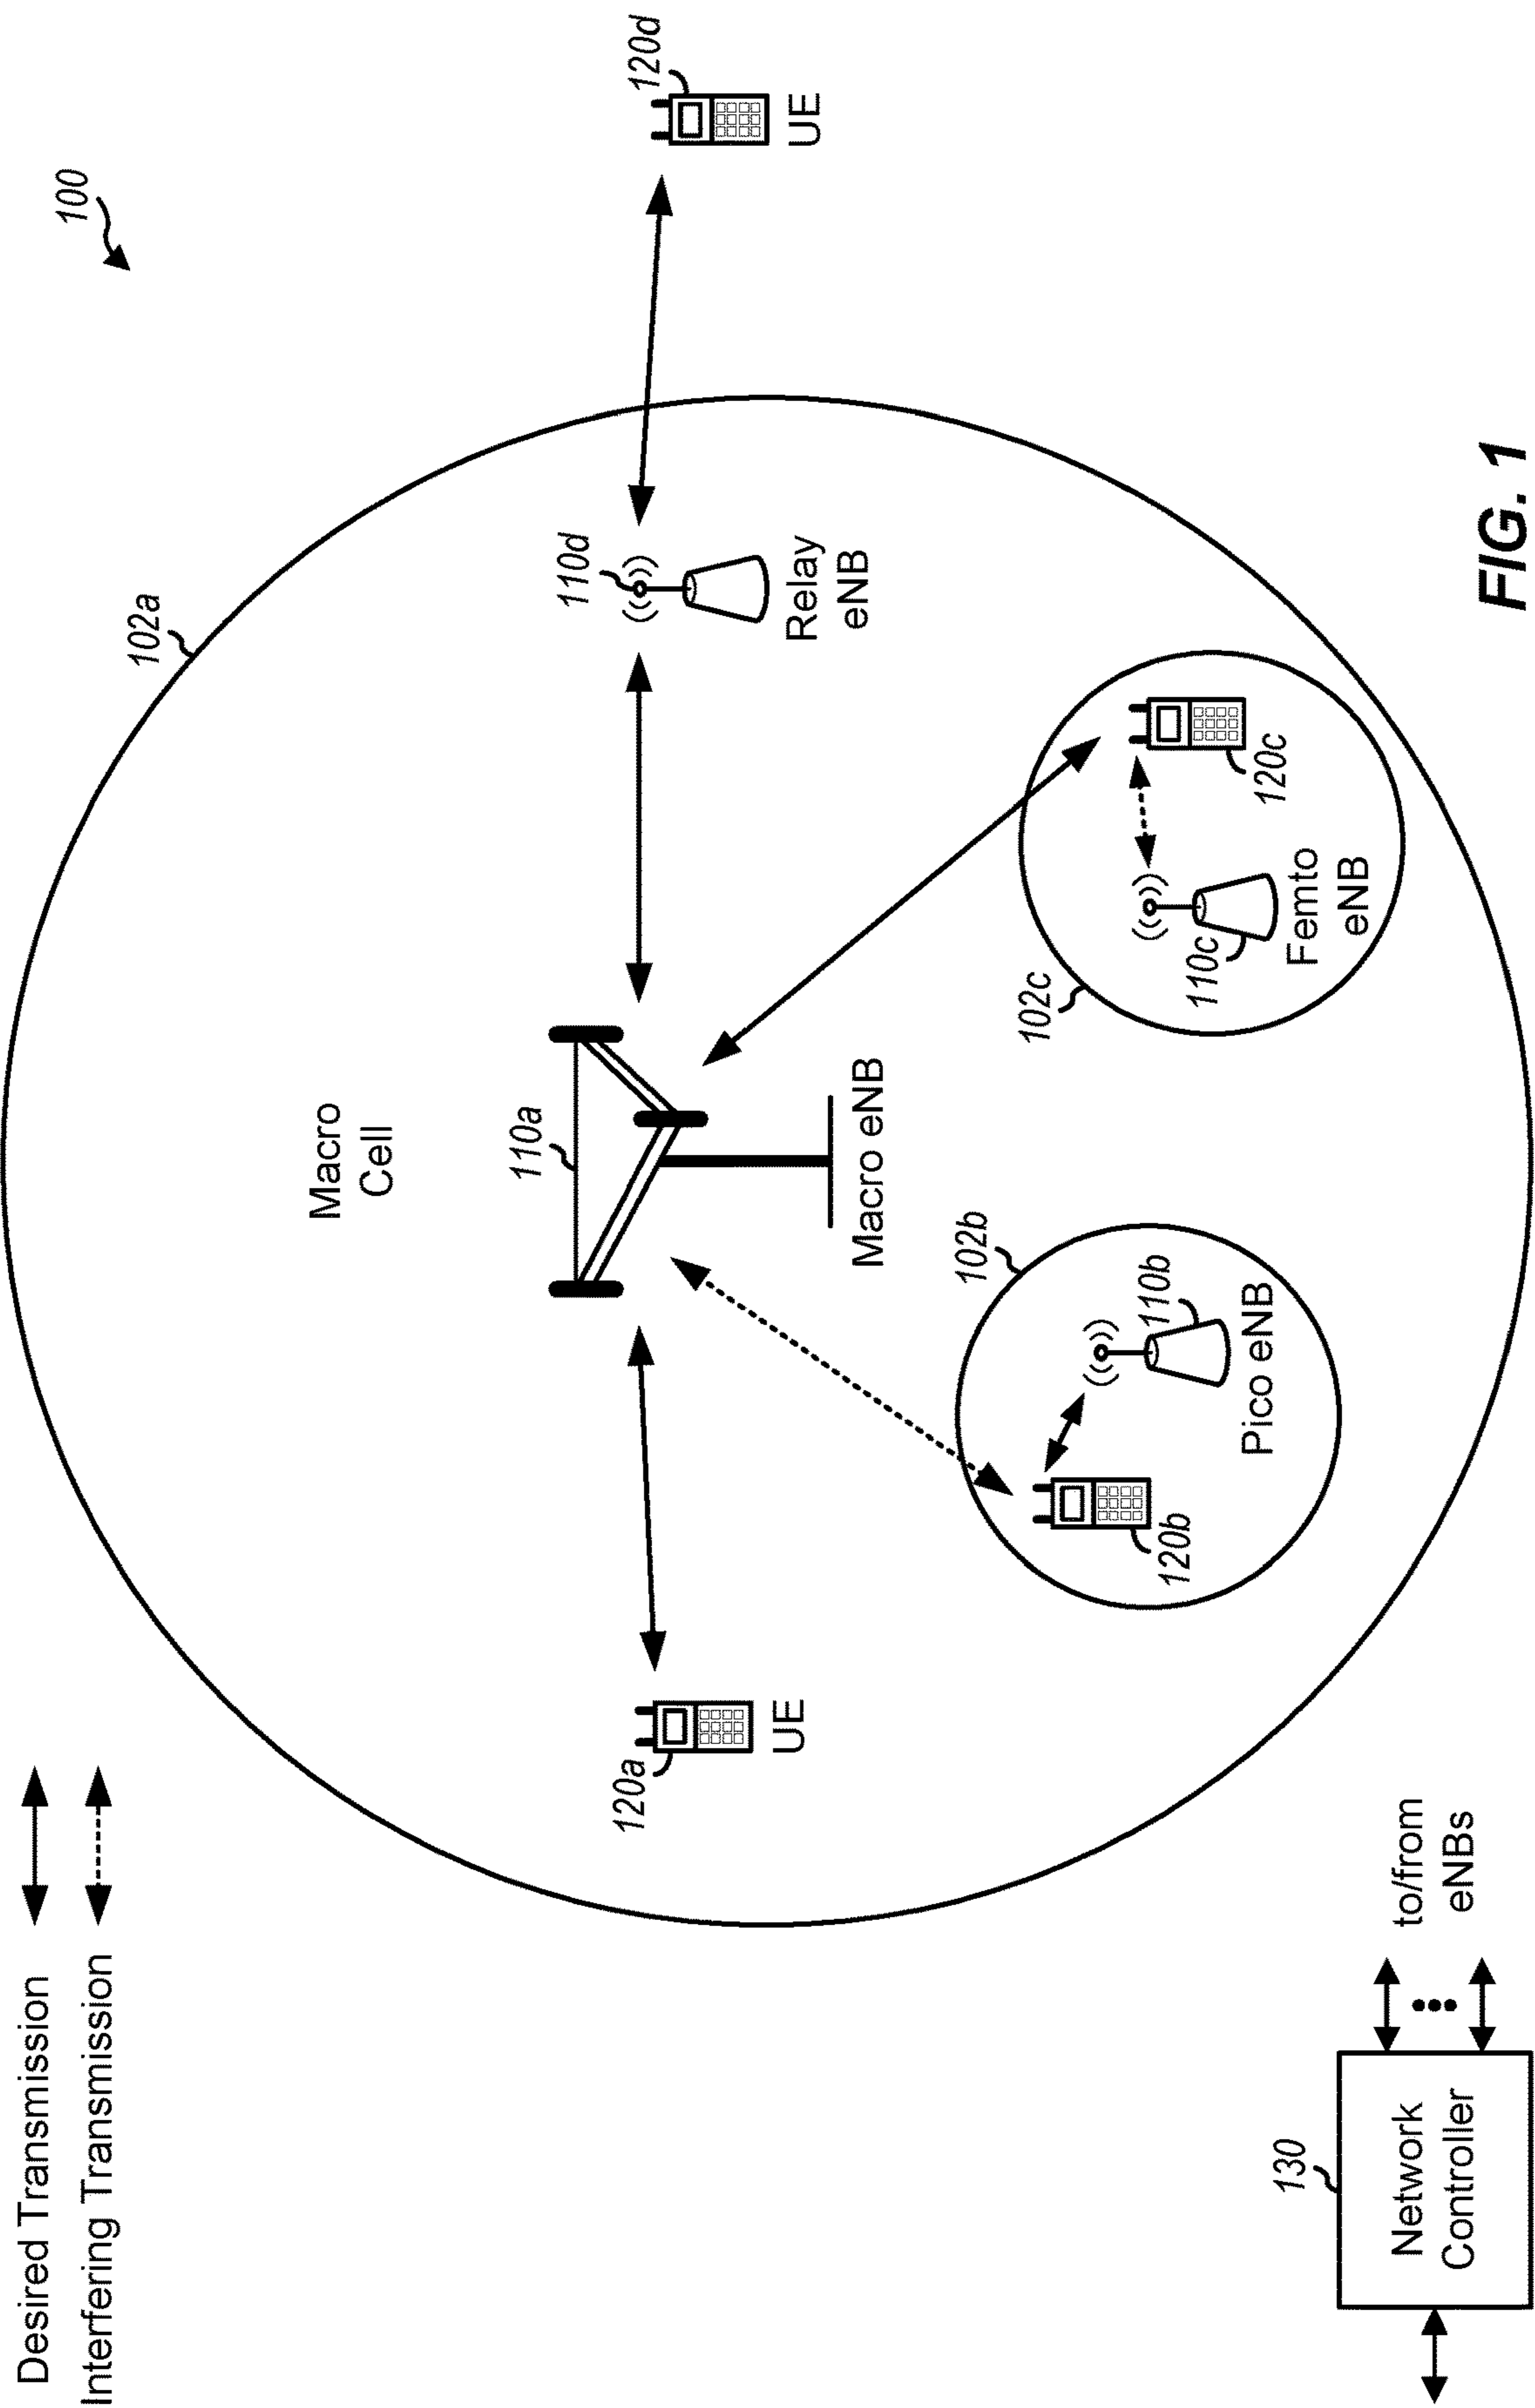 Desired Transmission
Interfering Transmission
100
102a
Macro
Cell
110a
110d
120d
120a
UE
Macro eNB
Relay
eNB
UE
102b
110b
120b
Pico eNB
102c
110c
120c
Femto
eNB
130
Network
Controller
to/from
eNBs
FIG. 1